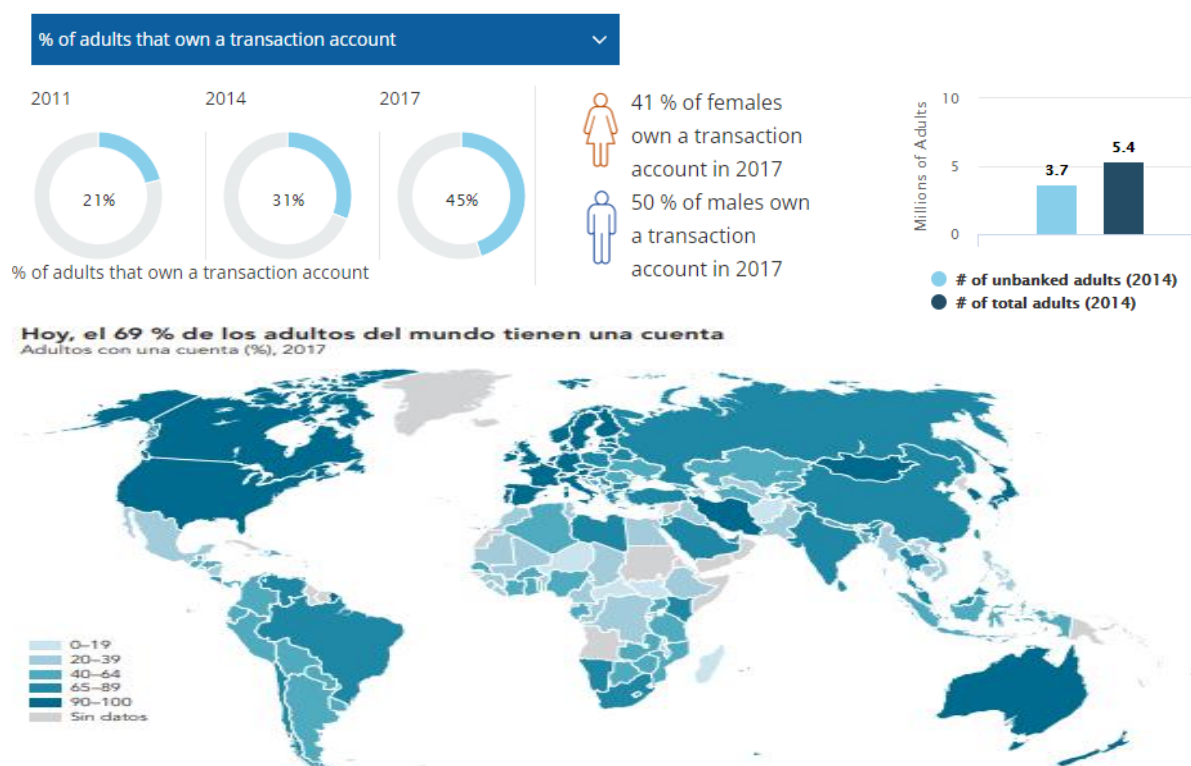 % of adults that own a transaction account
2011
2014
2017
21%
31%
45%
% of adults that own a transaction account
41 % of females
own a transaction
account in 2017
50 % of males own
a transaction
account in 2017
Millions of Adults
10
5
0
3.7
5.4
# of unbanked adults (2014)
# of total adults (2014)
Hoy, el 69 % de los adultos del mundo tienen una cuenta
Adultos con una cuenta (%), 2017
0–19
20–39
40–64
65–89
90–100
Sin datos